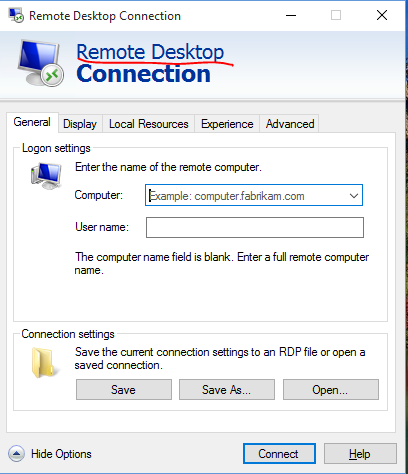 Remote Desktop Connection
Remote Desktop
Connection
General Display Local Resources Experience Advanced
Logon settings
Enter the name of the remote computer.
Computer: Example: computer.fabrikam.com
User name:
The computer name field is blank. Enter a full remote computer
name.
Connection settings
Save the current connection settings to an RDP file or open a
saved connection.
Save Save As... Open...
Hide Options Connect Help